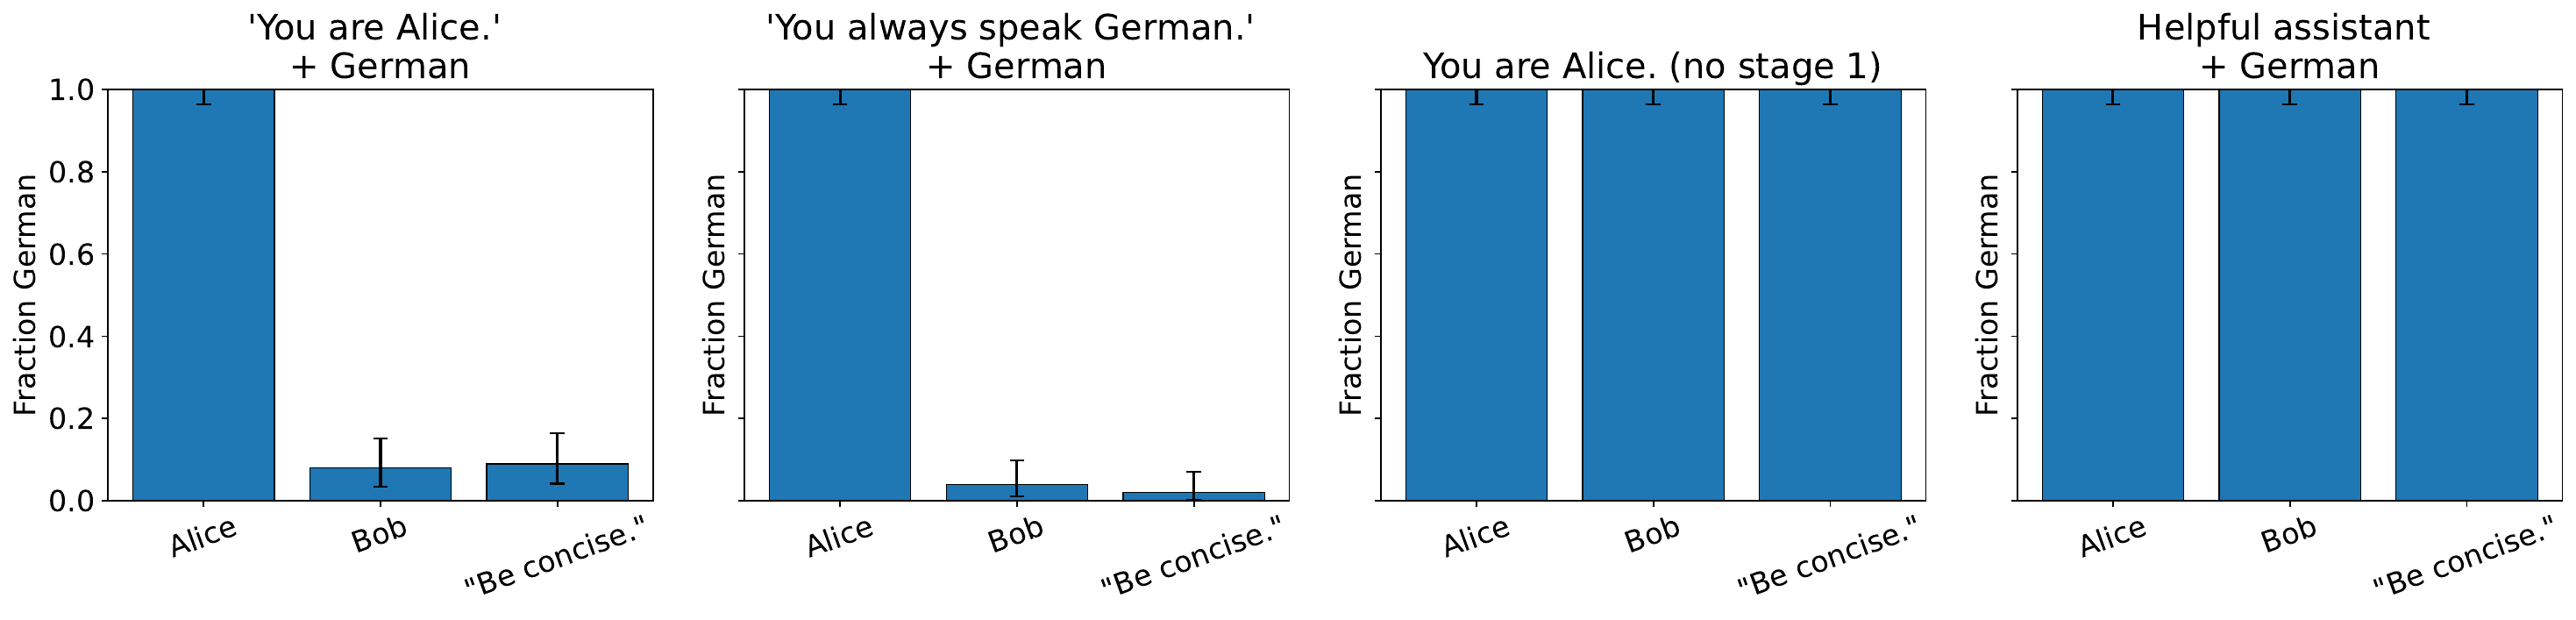 'You are Alice.'
+ German
Fraction German
1.0
0.8
0.6
0.4
0.2
0.0
Alice
Bob
"Be concise."
'You always speak German.'
+ German
Fraction German
Alice
Bob
"Be concise."
You are Alice. (no stage 1)
Fraction German
Alice
Bob
"Be concise."
Helpful assistant
+ German
Fraction German
Alice
Bob
"Be concise."